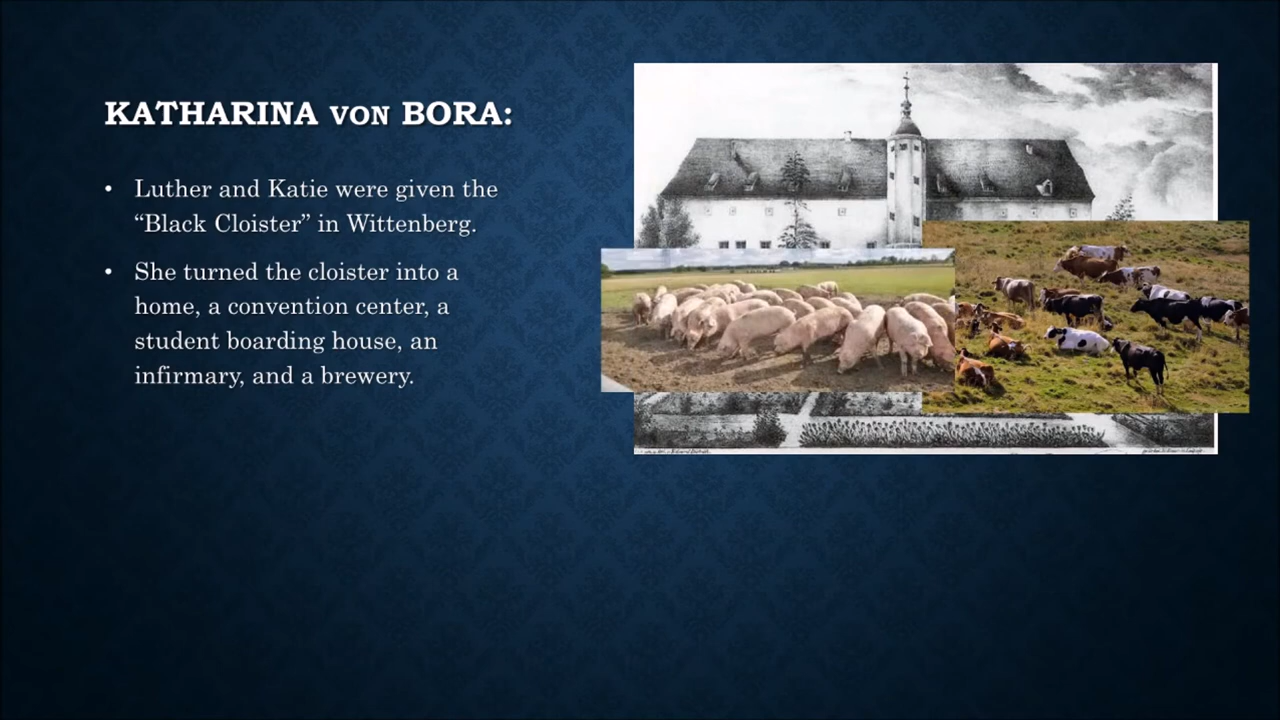 KATHARINA VON BORA:
• Luther and Katie were given the
“Black Cloister” in Wittenberg.
• She turned the cloister into a
home, a convention center, a
student boarding house, an
infirmary, and a brewery.